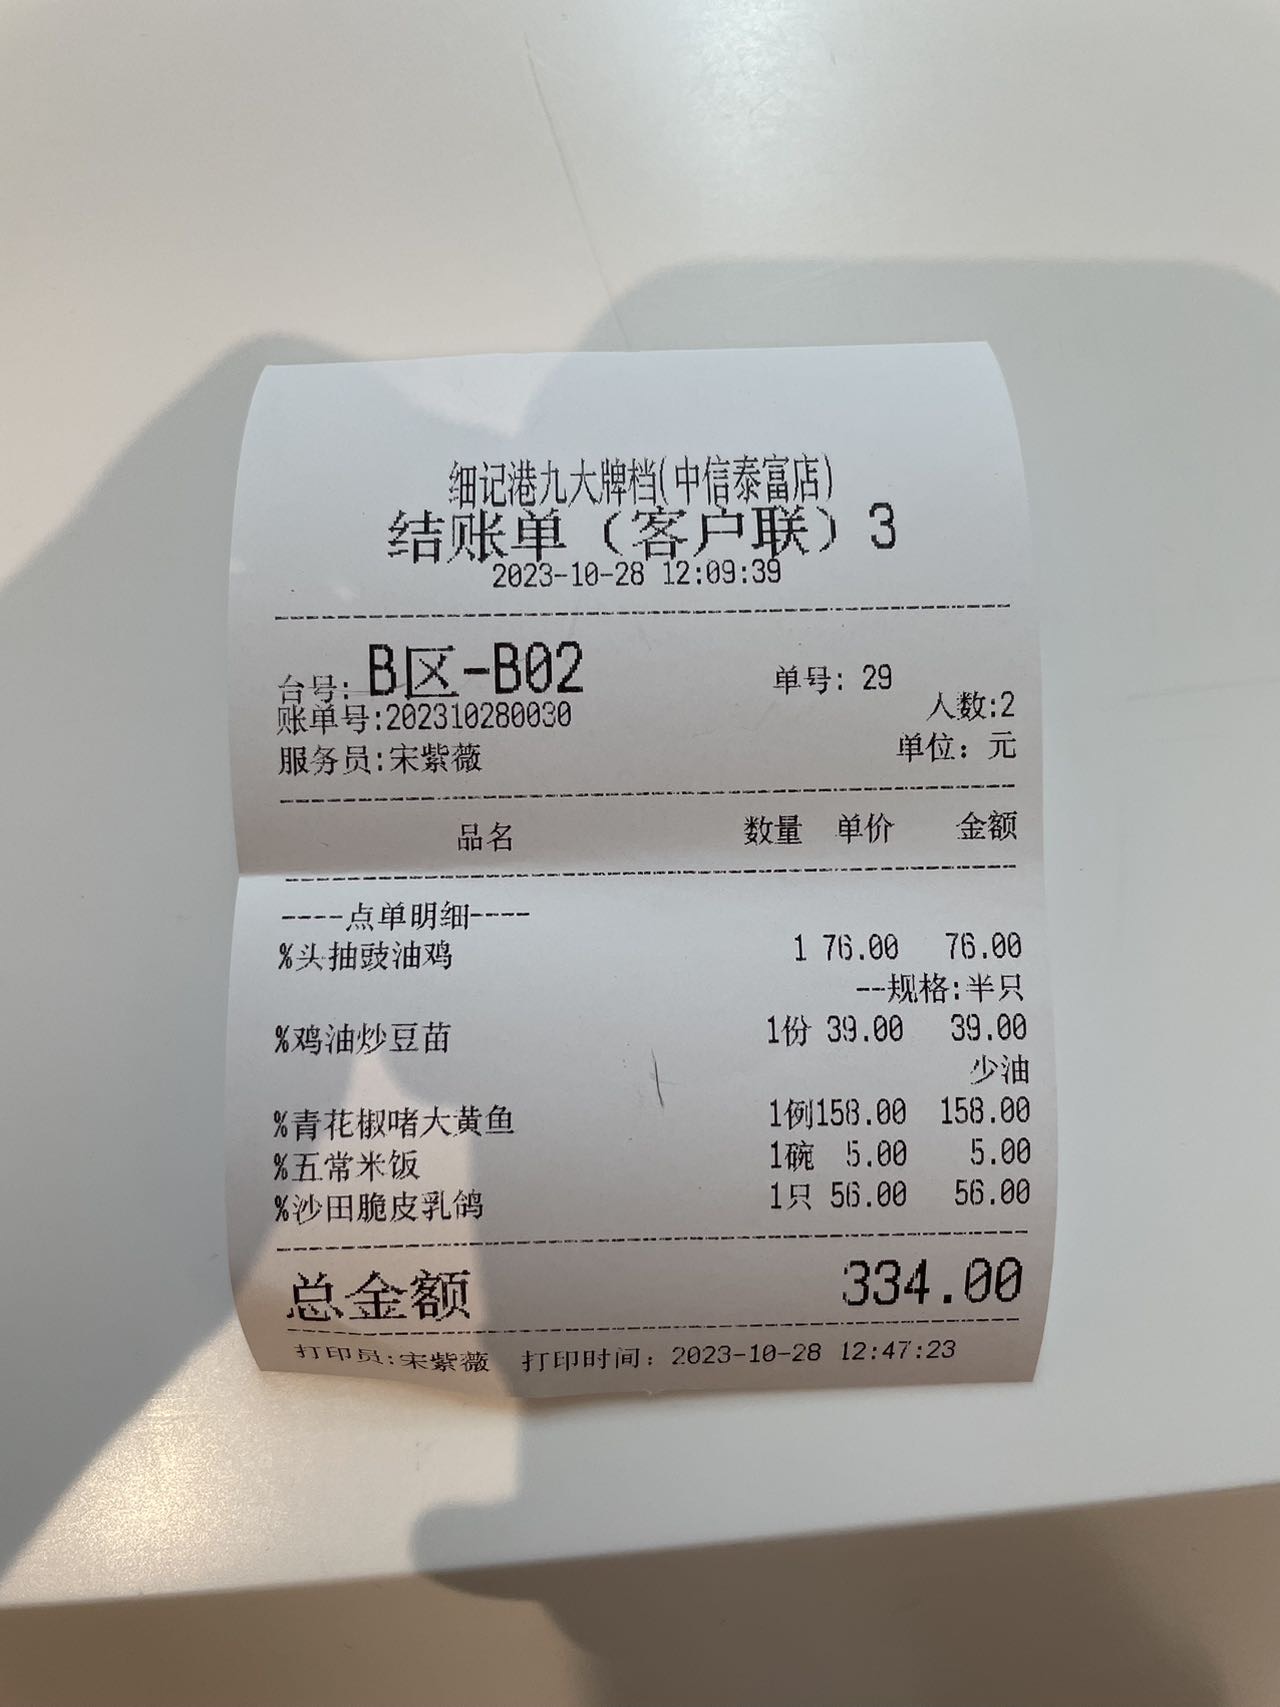 细记港九大牌档(中信泰富店)
结账单（客户联）3
2023-10-28 12:09:39
台号: B区-B02 单号: 29
账单号:202310280030 人数:2
服务员:宋紫薇 单位: 元
品名 数量 单价 金额
----点单明细----
%头抽豉油鸡 1 76.00 76.00
--规格:半只
%鸡油炒豆苗 1份 39.00 39.00
少油
%青花椒啫大黄鱼 1例158.00 158.00
%五常米饭 1碗 5.00 5.00
%沙田脆皮乳鸽 1只 56.00 56.00
总金额 334.00
打印员:宋紫薇 打印时间: 2023-10-28 12:47:23